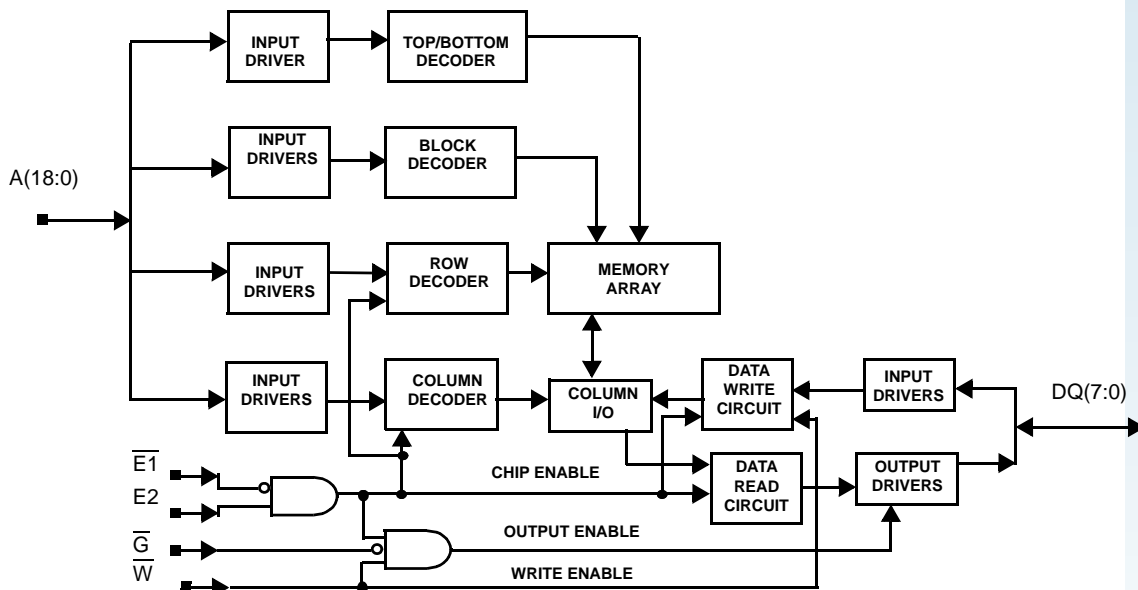 INPUT
DRIVER
TOP/BOTTOM
DECODER
INPUT
DRIVERS
BLOCK
DECODER
A(18:0)
INPUT
DRIVERS
ROW
DECODER
MEMORY
ARRAY
INPUT
DRIVERS
COLUMN
DECODER
COLUMN
I/O
DATA
WRITE
CIRCUIT
INPUT
DRIVERS
DQ(7:0)
E1
E2
CHIP ENABLE
DATA
READ
CIRCUIT
OUTPUT
DRIVERS
G
OUTPUT ENABLE
W
WRITE ENABLE